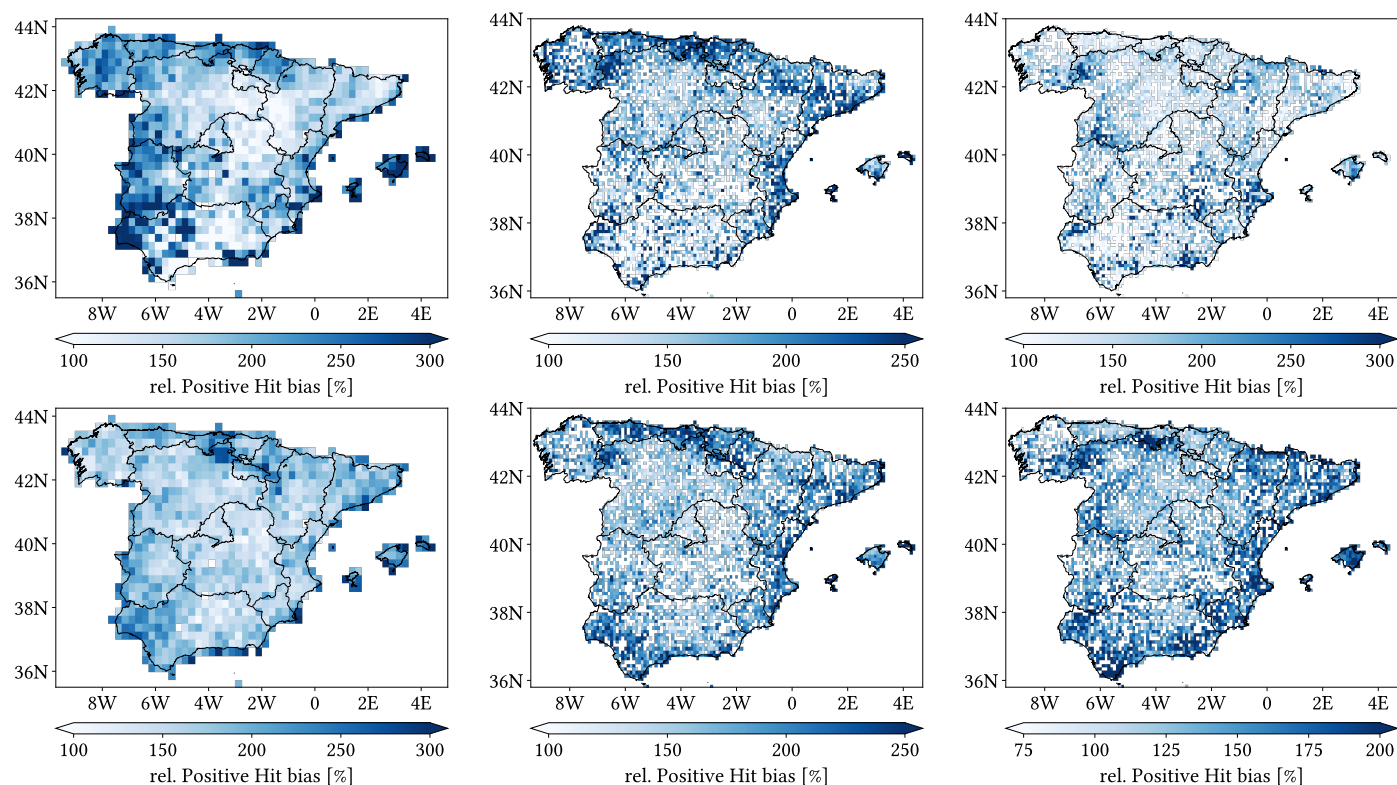 44N
42N
40N
38N
36N
8W 6W 4W 2W 0 2E 4E
100 150 200 250 300
rel. Positive Hit bias [%]
44N
42N
40N
38N
36N
8W 6W 4W 2W 0 2E 4E
100 150 200 250
rel. Positive Hit bias [%]
44N
42N
40N
38N
36N
8W 6W 4W 2W 0 2E 4E
100 150 200 250 300
rel. Positive Hit bias [%]
44N
42N
40N
38N
36N
8W 6W 4W 2W 0 2E 4E
100 150 200 250 300
rel. Positive Hit bias [%]
44N
42N
40N
38N
36N
8W 6W 4W 2W 0 2E 4E
100 150 200 250
rel. Positive Hit bias [%]
44N
42N
40N
38N
36N
8W 6W 4W 2W 0 2E 4E
75 100 125 150 175 200
rel. Positive Hit bias [%]